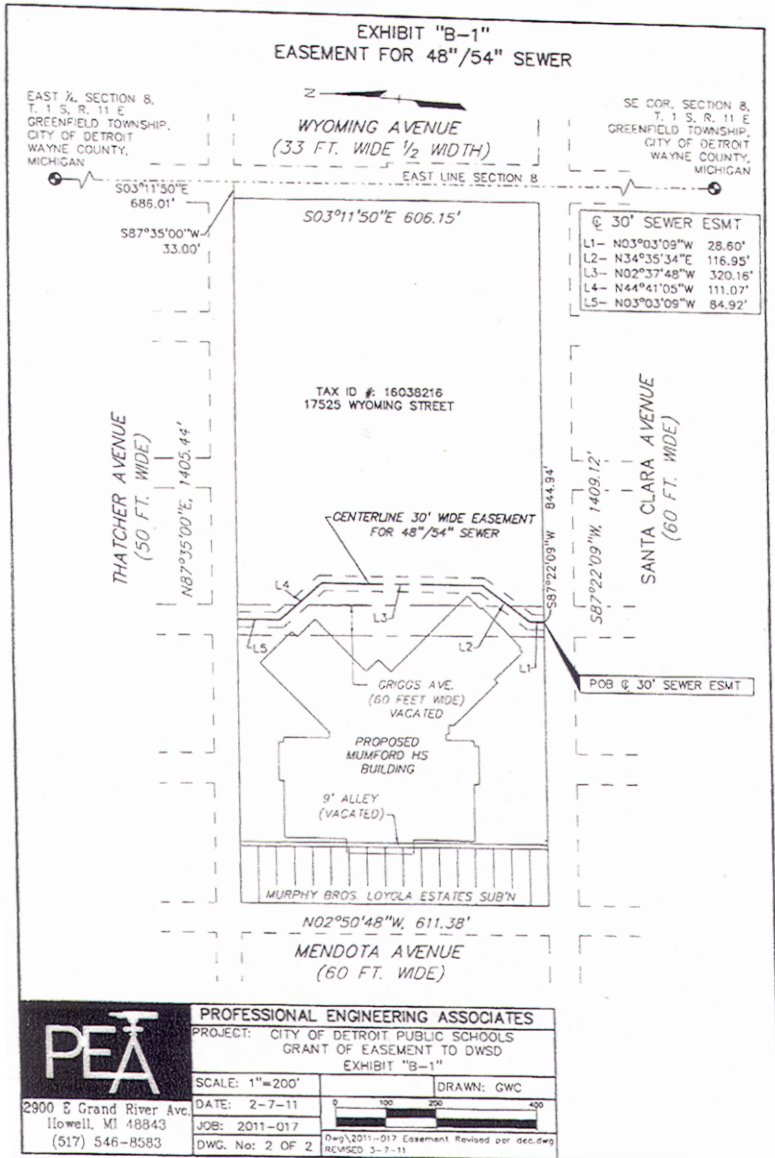 EXHIBIT "B-1"
EASEMENT FOR 48"/54" SEWER
EAST ¼, SECTION 8,
T. 1 S, R. 11 E
GREENFIELD TOWNSHIP,
CITY OF DETROIT
WAYNE COUNTY,
MICHIGAN
Z
WYOMING AVENUE
(33 FT. WIDE ½ WIDTH)
SE COR, SECTION 8,
T. 1 S, R. 11 E
GREENFIELD TOWNSHIP,
CITY OF DETROIT
WAYNE COUNTY,
MICHIGAN
EAST LINE SECTION 8
S03°11'50"E
686.01'
S87°35'00"W
33.00'
S03°11'50"E 606.15'
℄ 30' SEWER ESMT
L1- N03°03'09"W 28.60'
L2- N34°35'34"E 116.95'
L3- N02°37'48"W 320.16'
L4- N44°41'05"W 111.07'
L5- N03°03'09"W 84.92'
TAX ID #: 16038216
17525 WYOMING STREET
THATCHER AVENUE
(50 FT. WIDE)
N87°35'00"E, 1405.44'
CENTERLINE 30' WIDE EASEMENT
FOR 48"/54" SEWER
S87°22'09"W 844.94'
S87°22'09"W, 1409.12'
SANTA CLARA AVENUE
(60 FT. WIDE)
L4
L3
L5
L2
L1
POB ℄ 30' SEWER ESMT
GRIGGS AVE.
(60 FEET WIDE)
VACATED
PROPOSED
MUMFORD HS
BUILDING
9' ALLEY
(VACATED)
MURPHY BROS. LOYOLA ESTATES SUB'N
N02°50'48"W, 611.38'
MENDOTA AVENUE
(60 FT. WIDE)
PEA
2900 E Grand River Ave.
Howell, MI 48843
(517) 546-8583
PROFESSIONAL ENGINEERING ASSOCIATES
PROJECT: CITY OF DETROIT PUBLIC SCHOOLS
GRANT OF EASEMENT TO DWSD
EXHIBIT "B-1"
SCALE: 1"=200'
DRAWN: GWC
DATE: 2-7-11
0 100 200 400
JOB: 2011-017
DWG. No: 2 OF 2
Dwg\2011-017 Easement Revised per dec.dwg
REVISED 3-7-11